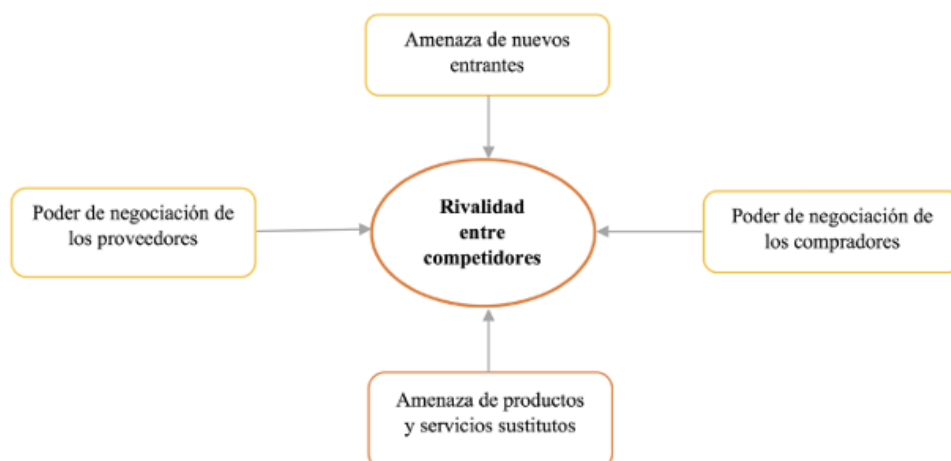 Amenaza de nuevos
entrantes
Poder de negociación de
los proveedores
Rivalidad
entre
competidores
Poder de negociación de
los compradores
Amenaza de productos
y servicios sustitutos